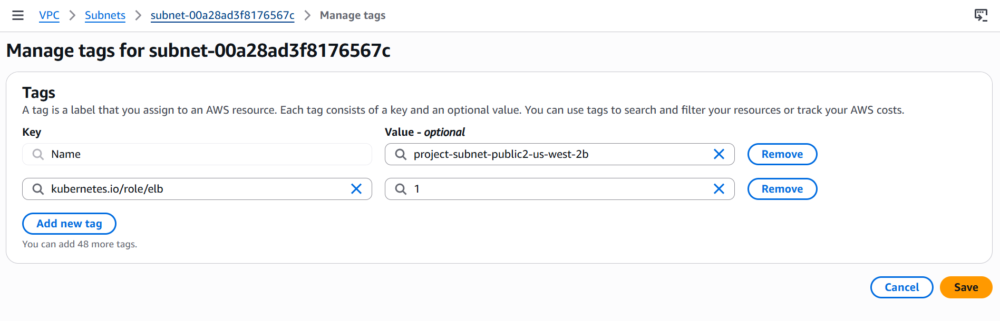 VPC > Subnets > subnet-00a28ad3f8176567c > Manage tags
Manage tags for subnet-00a28ad3f8176567c
Tags
A tag is a label that you assign to an AWS resource. Each tag consists of a key and an optional value. You can use tags to search and filter your resources or track your AWS costs.
Key Value - optional
Name project-subnet-public2-us-west-2b Remove
kubernetes.io/role/elb 1 Remove
Add new tag
You can add 48 more tags.
Cancel Save